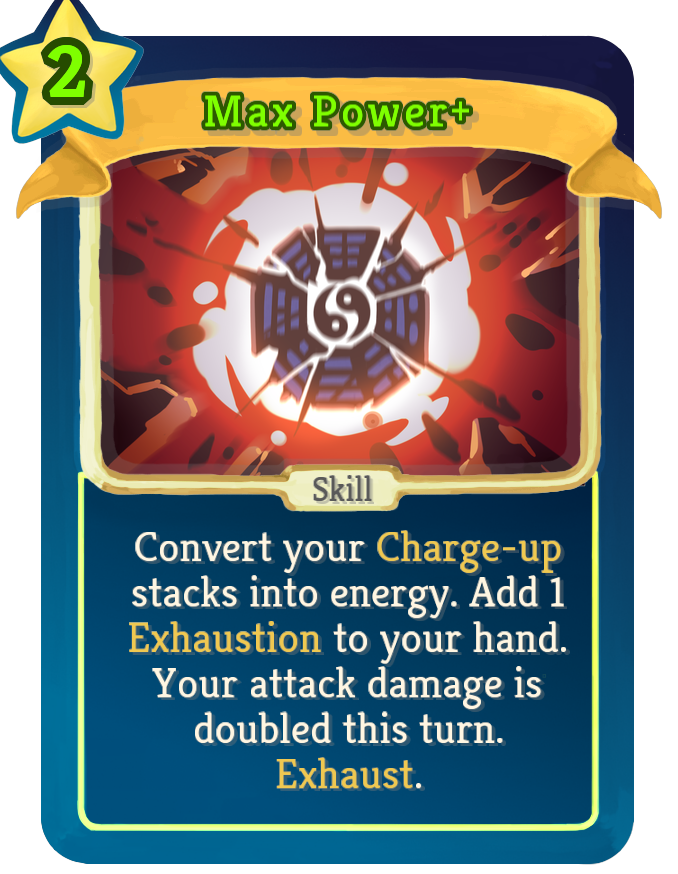 2
Max Power+
Skill
Convert your Charge-up
stacks into energy. Add 1
Exhaustion to your hand.
Your attack damage is
doubled this turn.
Exhaust.